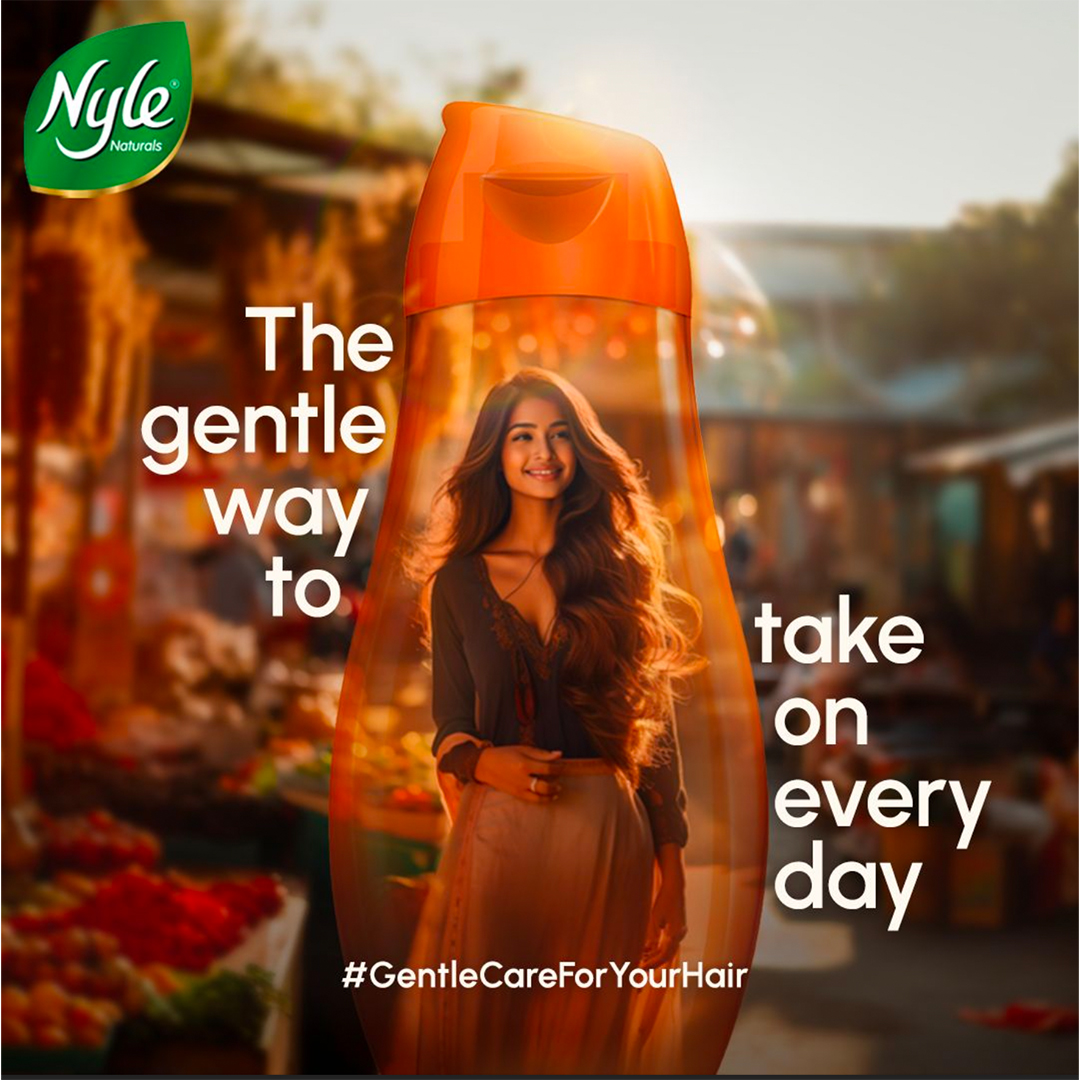 Nyle®
Naturals
The
gentle
way
to
take
on
every
day
#GentleCareForYourHair